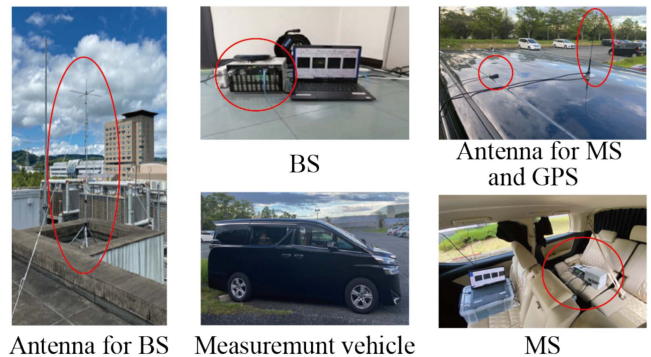 BS
Antenna for MS
and GPS
Antenna for BS
Measuremunt vehicle
MS